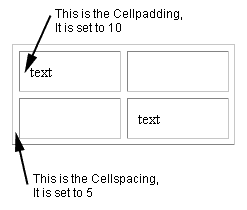 This is the Cellpadding,
It is set to 10
text
text
This is the Cellspacing,
It is set to 5